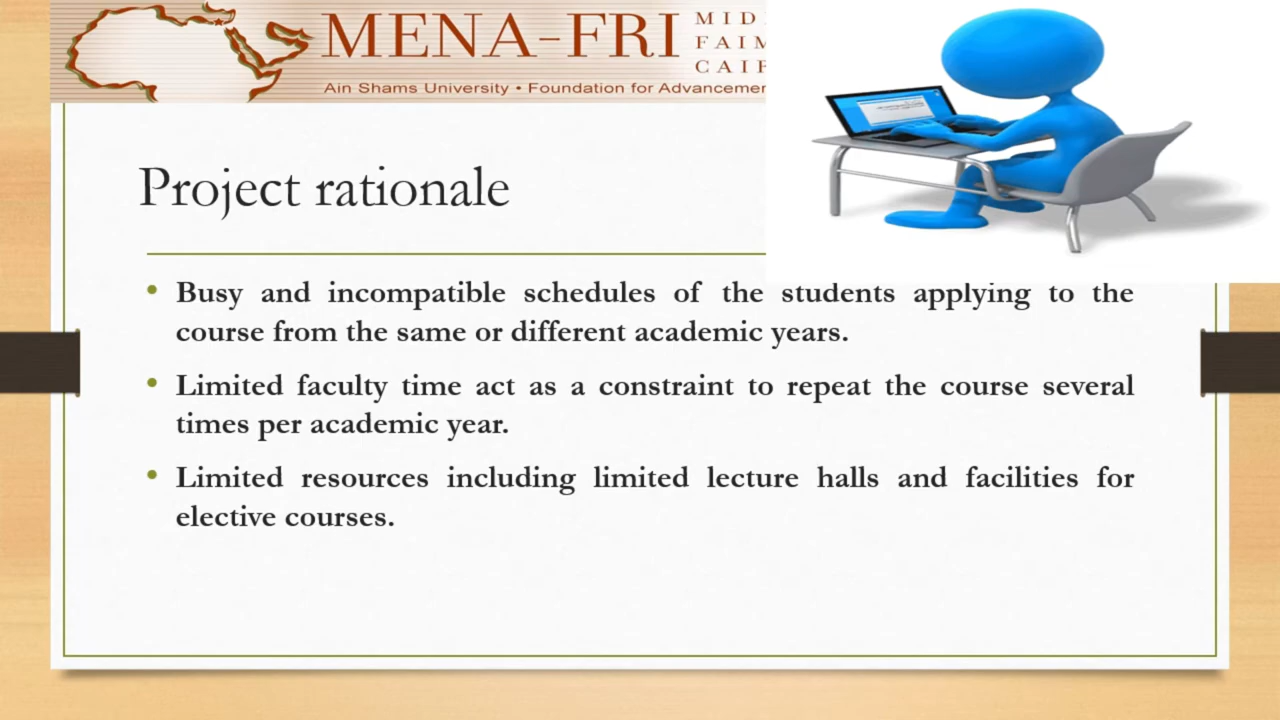 MENA-FRI
MID
FAIM
CAIR
Ain Shams University • Foundation for Advancemen
Project rationale
• Busy and incompatible schedules of the students applying to the
course from the same or different academic years.
• Limited faculty time act as a constraint to repeat the course several
times per academic year.
• Limited resources including limited lecture halls and facilities for
elective courses.